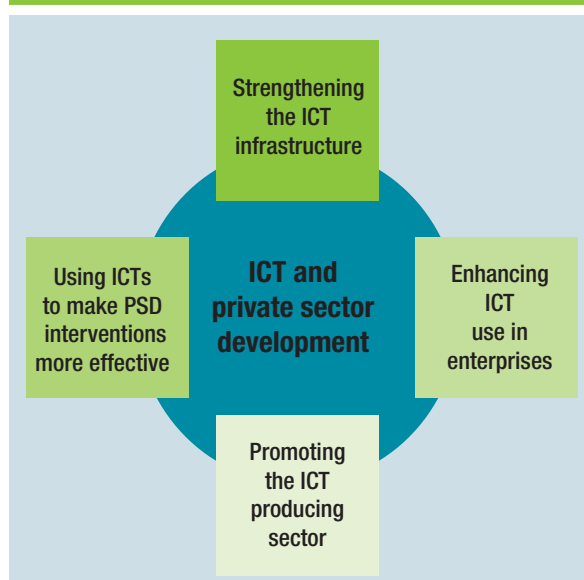 Strengthening
the ICT
infrastructure
Using ICTs
to make PSD
interventions
more effective
ICT and
private sector
development
Enhancing
ICT
use in
enterprises
Promoting
the ICT
producing
sector